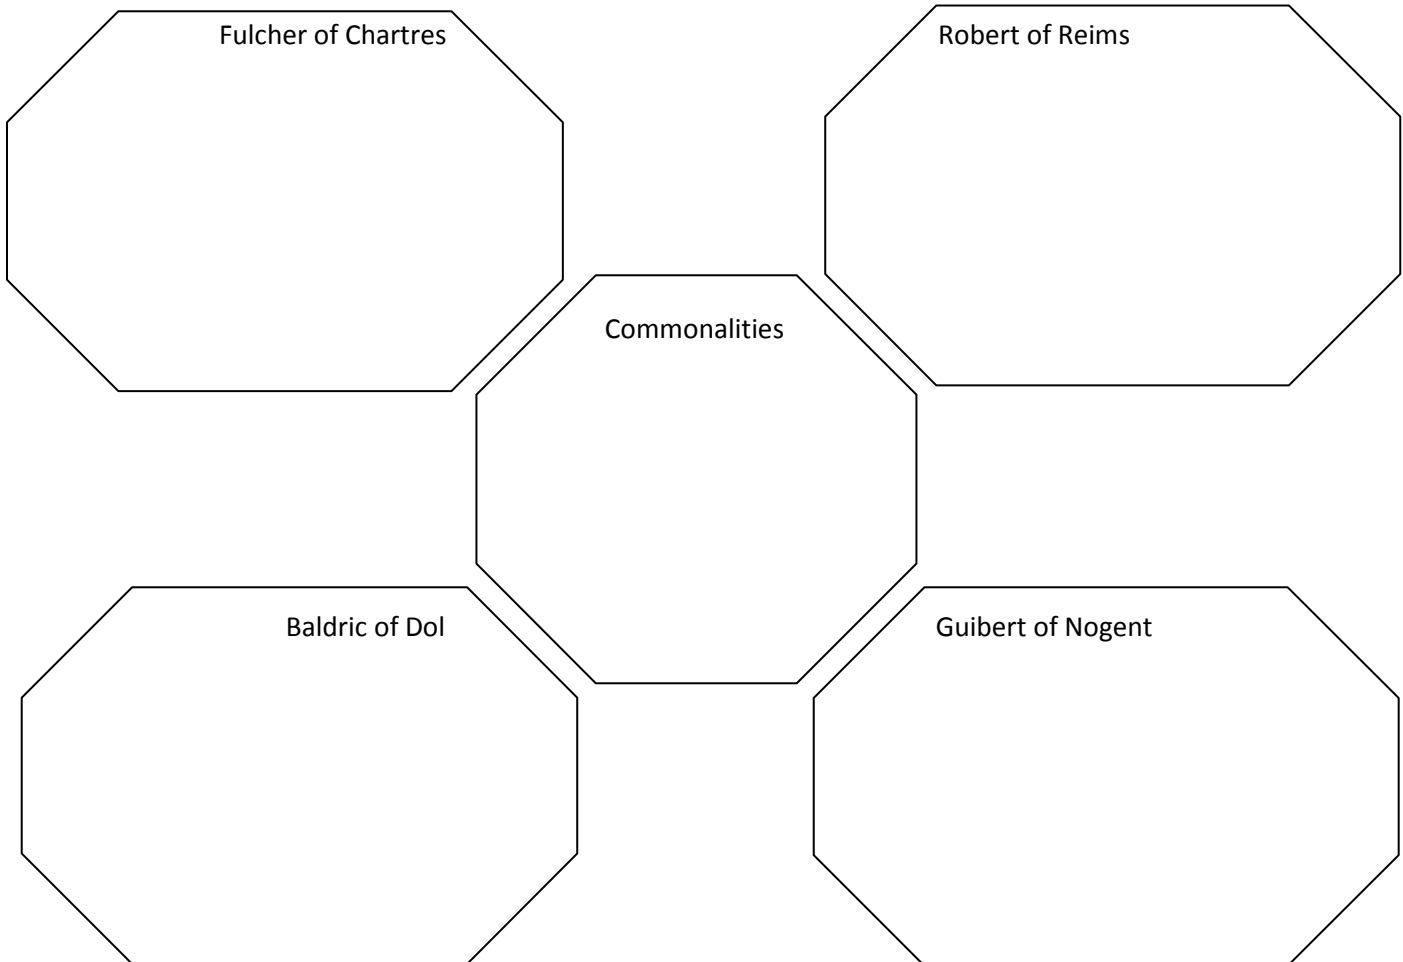 Fulcher of Chartres
Robert of Reims
Commonalities
Baldric of Dol
Guibert of Nogent